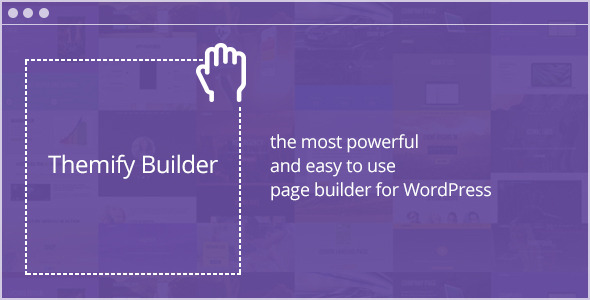 Themify Builder
the most powerful
and easy to use
page builder for WordPress